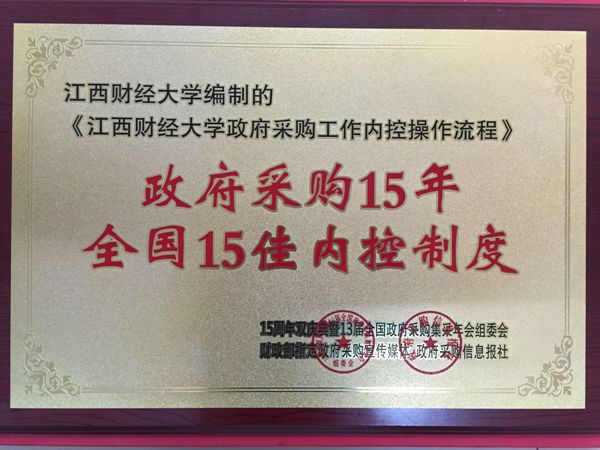 江西财经大学编制的
《江西财经大学政府采购工作内控操作流程》
政府采购15年
全国15佳内控制度
15周年双庆典暨13届全国政府采购集采年会组委会
财政部指定政府采购宣传媒体 政府采购信息报社
组委会